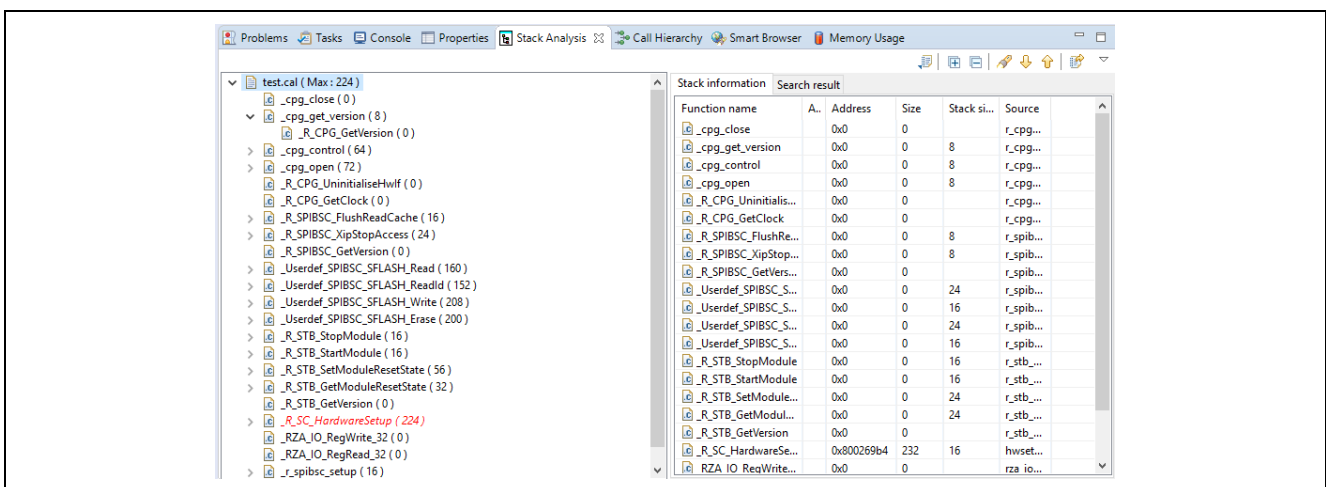 Problems Tasks Console Properties Stack Analysis Call Hierarchy Smart Browser Memory Usage
test.cal ( Max : 224 )
_cpg_close ( 0 )
_cpg_get_version ( 8 )
_R_CPG_GetVersion ( 0 )
_cpg_control ( 64 )
_cpg_open ( 72 )
_R_CPG_UninitialiseHwIf ( 0 )
_R_CPG_GetClock ( 0 )
_R_SPIBSC_FlushReadCache ( 16 )
_R_SPIBSC_XipStopAccess ( 24 )
_R_SPIBSC_GetVersion ( 0 )
_Userdef_SPIBSC_SFLASH_Read ( 160 )
_Userdef_SPIBSC_SFLASH_ReadId ( 152 )
_Userdef_SPIBSC_SFLASH_Write ( 208 )
_Userdef_SPIBSC_SFLASH_Erase ( 200 )
_R_STB_StopModule ( 16 )
_R_STB_StartModule ( 16 )
_R_STB_SetModuleResetState ( 56 )
_R_STB_GetModuleResetState ( 32 )
_R_STB_GetVersion ( 0 )
_R_SC_HardwareSetup ( 224 )
_RZA_IO_RegWrite_32 ( 0 )
_RZA_IO_RegRead_32 ( 0 )
_r_spibsc_setup ( 16 )
Stack information Search result
Function name A.. Address Size Stack si... Source
_cpg_close 0x0 0 r_cpg...
_cpg_get_version 0x0 0 8 r_cpg...
_cpg_control 0x0 0 8 r_cpg...
_cpg_open 0x0 0 8 r_cpg...
_R_CPG_Uninitialis... 0x0 0 r_cpg...
_R_CPG_GetClock 0x0 0 r_cpg...
_R_SPIBSC_FlushRe... 0x0 0 8 r_spib...
_R_SPIBSC_XipStop... 0x0 0 8 r_spib...
_R_SPIBSC_GetVers... 0x0 0 r_spib...
_Userdef_SPIBSC_S... 0x0 0 24 r_spib...
_Userdef_SPIBSC_S... 0x0 0 16 r_spib...
_Userdef_SPIBSC_S... 0x0 0 24 r_spib...
_Userdef_SPIBSC_S... 0x0 0 16 r_spib...
_R_STB_StopModule 0x0 0 16 r_stb_...
_R_STB_StartModule 0x0 0 16 r_stb_...
_R_STB_SetModule... 0x0 0 24 r_stb_...
_R_STB_GetModul... 0x0 0 24 r_stb_...
_R_STB_GetVersion 0x0 0 r_stb_...
_R_SC_HardwareSe... 0x800269b4 232 16 hwset...
_RZA_IO_RegWrite... 0x0 0 rza_io...